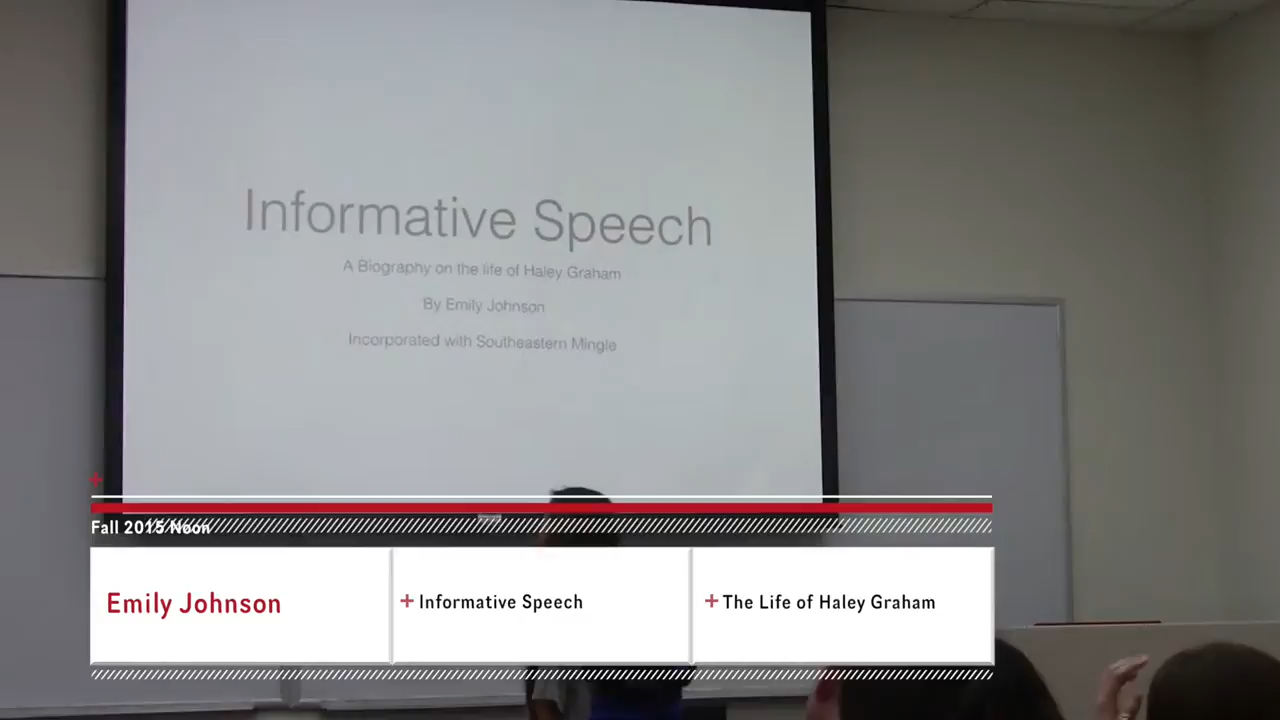 Informative Speech
A Biography on the life of Haley Graham
By Emily Johnson
Incorporated with Southeastern Mingle
Fall 2015 Noon
Emily Johnson
+ Informative Speech
+ The Life of Haley Graham